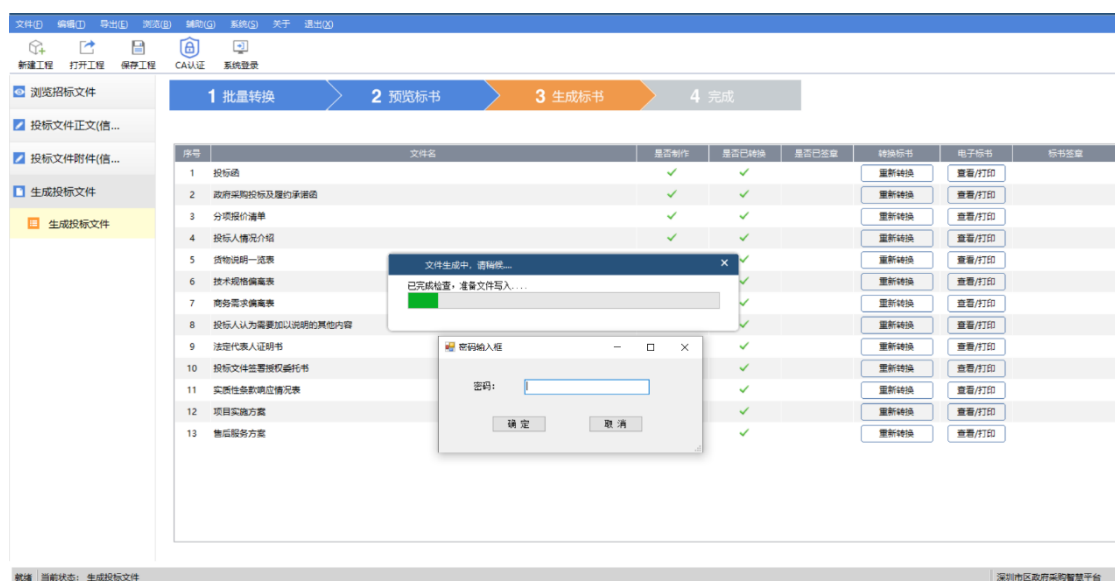 文件(F) 编辑(T) 导出(E) 浏览(B) 辅助(G) 系统(S) 关于 退出(X)
新建工程 打开工程 保存工程 CA认证 系统登录
浏览招标文件
投标文件正文(信...
投标文件附件(信...
生成投标文件
生成投标文件
1 批量转换 2 预览标书 3 生成标书 4 完成
序号 文件名 是否制作 是否已转换 是否已签章 转换标书 电子标书 标书签章
1 投标函 重新转换 查看/打印
2 政府采购投标及履约承诺函 重新转换 查看/打印
3 分项报价清单 重新转换 查看/打印
4 投标人情况介绍 重新转换 查看/打印
5 货物说明一览表 重新转换 查看/打印
6 技术规格偏离表 重新转换 查看/打印
7 商务需求偏离表 重新转换 查看/打印
8 投标人认为需要加以说明的其他内容 重新转换 查看/打印
9 法定代表人证明书 重新转换 查看/打印
10 投标文件签署授权委托书 重新转换 查看/打印
11 实质性条款响应情况表 重新转换 查看/打印
12 项目实施方案 重新转换 查看/打印
13 售后服务方案 重新转换 查看/打印
文件生成中，请稍候....
已完成检查，准备文件写入....
密码输入框
密码：
确定 取消
就绪 当前状态： 生成投标文件 深圳市区政府采购智慧平台